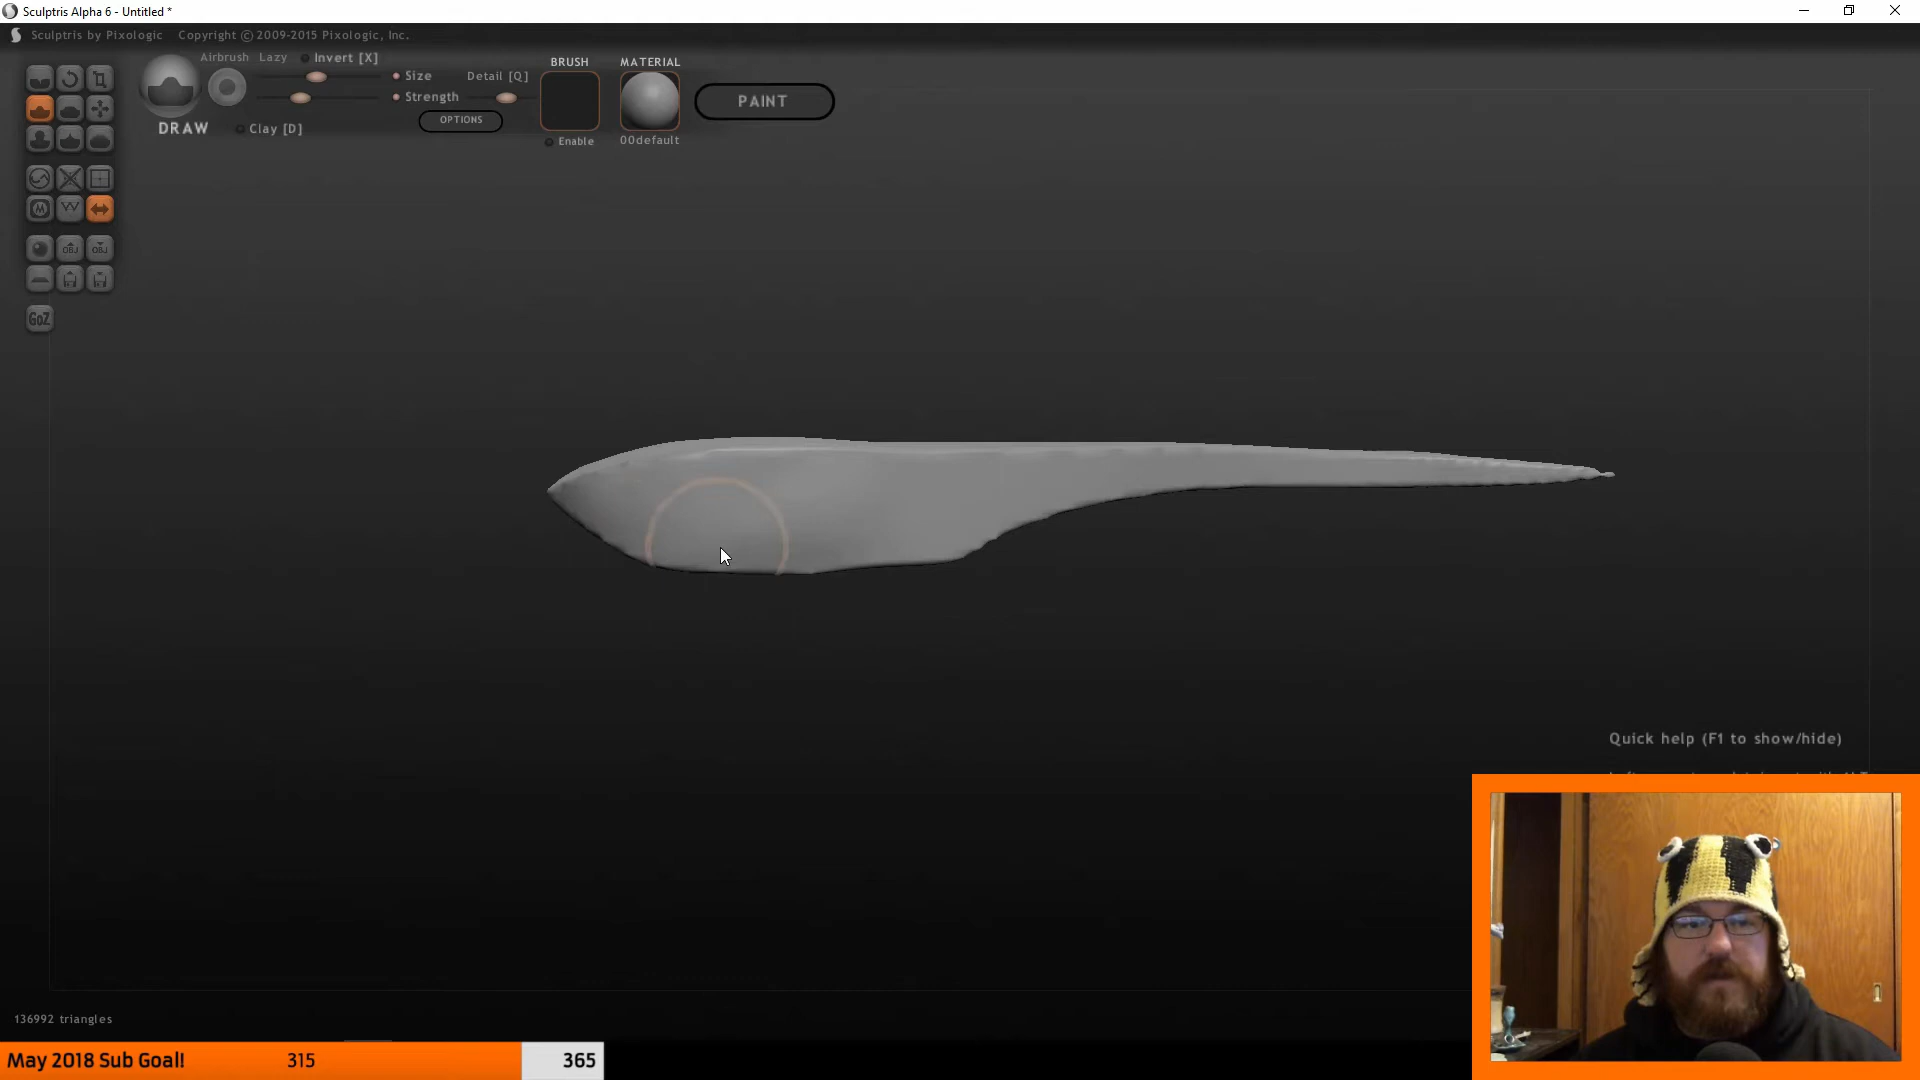 Sculptris Alpha 6 - Untitled *
Sculptris by Pixologic Copyright © 2009-2015 Pixologic, Inc.
Airbrush Lazy Invert [X]
BRUSH MATERIAL
Size Detail [Q]
Strength
PAINT
OPTIONS
DRAW Clay [D]
Enable 00default
OBJ OBJ
GoZ
Quick help (F1 to show/hide)
136992 triangles
May 2018 Sub Goal! 315 365